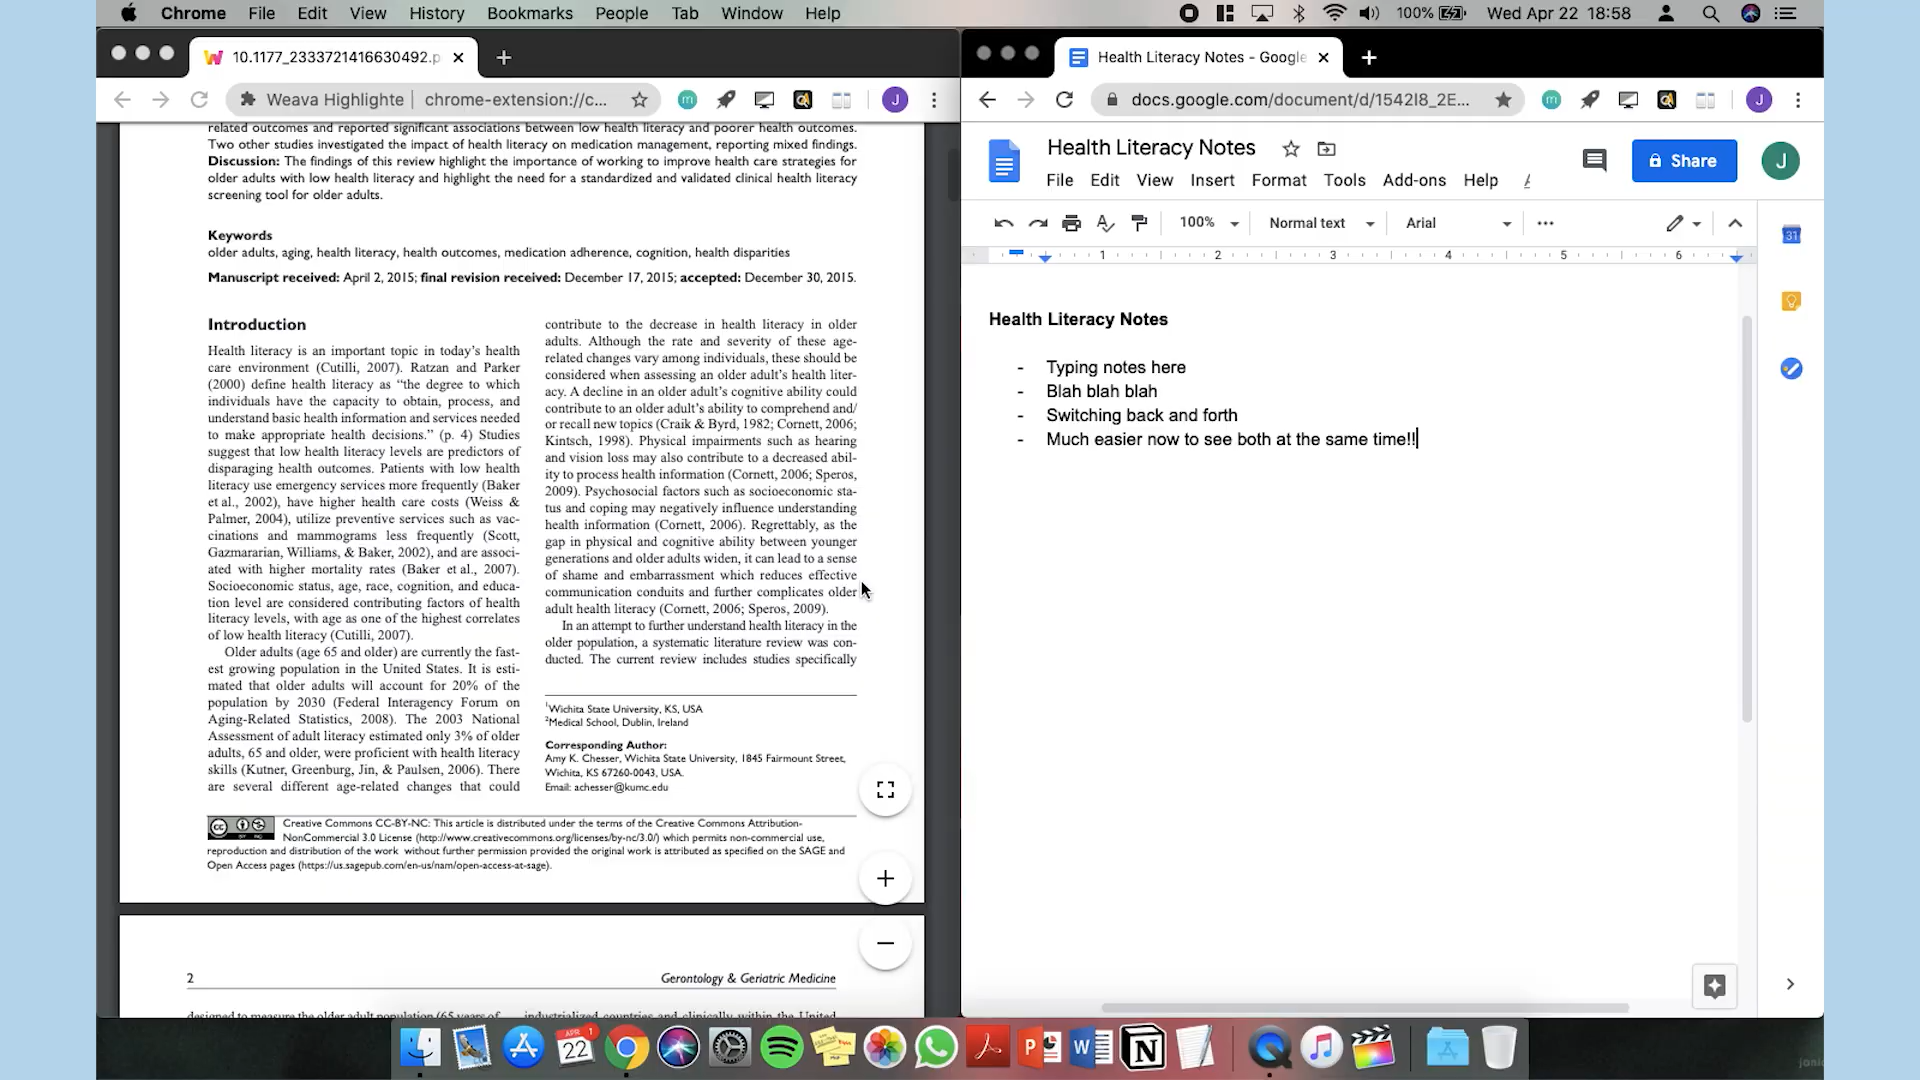 Chrome File Edit View History Bookmarks People Tab Window Help 100% Wed Apr 22 18:58
10.1177_2333721416630492.p
Weava Highlighte chrome-extension://c... J
related outcomes and reported significant associations between low health literacy and poorer health outcomes.
Two other studies investigated the impact of health literacy on medication management, reporting mixed findings.
Discussion: The findings of this review highlight the importance of working to improve health care strategies for
older adults with low health literacy and highlight the need for a standardized and validated clinical health literacy
screening tool for older adults.
Keywords
older adults, aging, health literacy, health outcomes, medication adherence, cognition, health disparities
Manuscript received: April 2, 2015; final revision received: December 17, 2015; accepted: December 30, 2015.
Introduction
Health literacy is an important topic in today's health
care environment (Cutilli, 2007). Ratzan and Parker
(2000) define health literacy as “the degree to which
individuals have the capacity to obtain, process, and
understand basic health information and services needed
to make appropriate health decisions.” (p. 4) Studies
suggest that low health literacy levels are predictors of
disparaging health outcomes. Patients with low health
literacy use emergency services more frequently (Baker
et al., 2002), have higher health care costs (Weiss &
Palmer, 2004), utilize preventive services such as vac-
cinations and mammograms less frequently (Scott,
Gazmararian, Williams, & Baker, 2002), and are associ-
ated with higher mortality rates (Baker et al., 2007).
Socioeconomic status, age, race, cognition, and educa-
tion level are considered contributing factors of health
literacy levels, with age as one of the highest correlates
of low health literacy (Cutilli, 2007).
Older adults (age 65 and older) are currently the fast-
est growing population in the United States. It is esti-
mated that older adults will account for 20% of the
population by 2030 (Federal Interagency Forum on
Aging-Related Statistics, 2008). The 2003 National
Assessment of adult literacy estimated only 3% of older
adults, 65 and older, were proficient with health literacy
skills (Kutner, Greenburg, Jin, & Paulsen, 2006). There
are several different age-related changes that could
contribute to the decrease in health literacy in older
adults. Although the rate and severity of these age-
related changes vary among individuals, these should be
considered when assessing an older adult's health liter-
acy. A decline in an older adult's cognitive ability could
contribute to an older adult's ability to comprehend and/
or recall new topics (Craik & Byrd, 1982; Cornett, 2006;
Kintsch, 1998). Physical impairments such as hearing
and vision loss may also contribute to a decreased abil-
ity to process health information (Cornett, 2006; Speros,
2009). Psychosocial factors such as socioeconomic sta-
tus and coping may negatively influence understanding
health information (Cornett, 2006). Regrettably, as the
gap in physical and cognitive ability between younger
generations and older adults widen, it can lead to a sense
of shame and embarrassment which reduces effective
communication conduits and further complicates older
adult health literacy (Cornett, 2006; Speros, 2009).
In an attempt to further understand health literacy in the
older population, a systematic literature review was con-
ducted. The current review includes studies specifically
1Wichita State University, KS, USA
2Medical School, Dublin, Ireland
Corresponding Author:
Amy K. Chesser, Wichita State University, 1845 Fairmount Street,
Wichita, KS 67260-0043, USA.
Email: achesser@kumc.edu
Creative Commons CC-BY-NC: This article is distributed under the terms of the Creative Commons Attribution-
NonCommercial 3.0 License (http://www.creativecommons.org/licenses/by-nc/3.0/) which permits non-commercial use,
reproduction and distribution of the work without further permission provided the original work is attributed as specified on the SAGE and
Open Access pages (https://us.sagepub.com/en-us/nam/open-access-at-sage).
2 Gerontology & Geriatric Medicine
designed to measure the older adult population (65 years of
industrialized countries and clinically within the United
Health Literacy Notes - Google
docs.google.com/document/d/1542I8_2E... J
Health Literacy Notes
File Edit View Insert Format Tools Add-ons Help
Share
J
100% Normal text Arial
1 2 3 4 5 6
31
Health Literacy Notes
- Typing notes here
- Blah blah blah
- Switching back and forth
- Much easier now to see both at the same time!!
APR 22
1